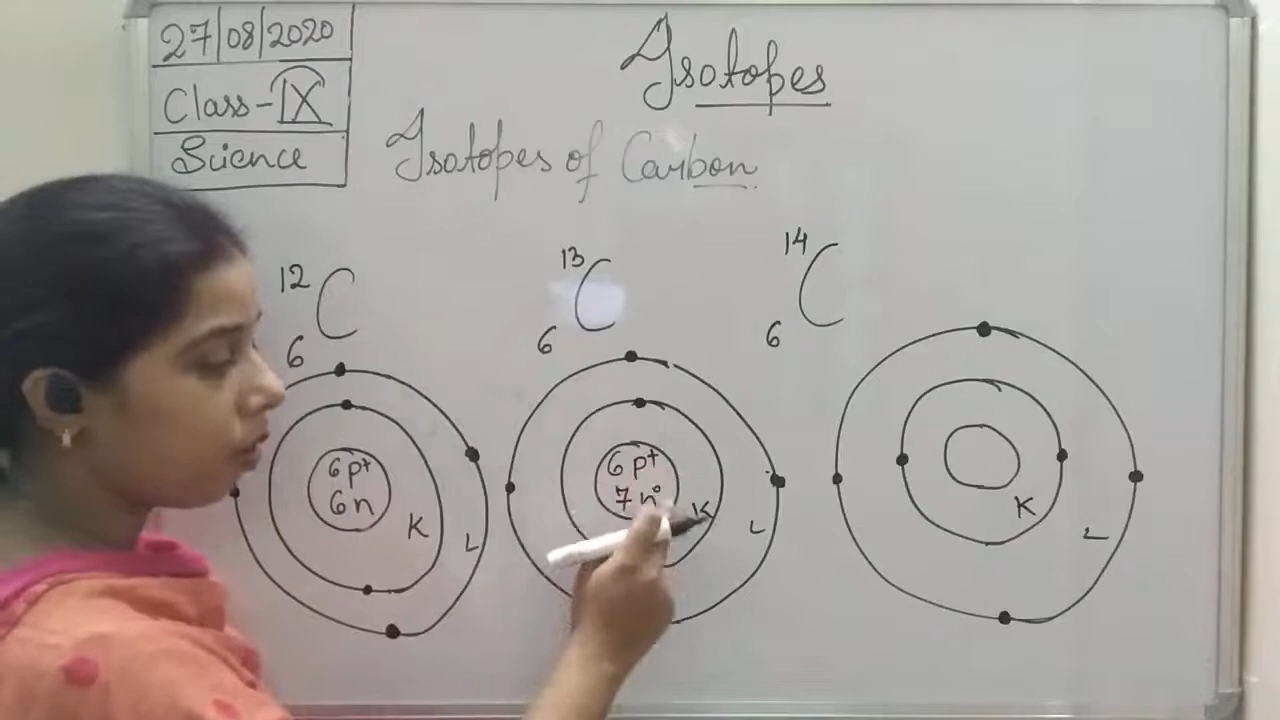 27/08/2020
Class-IX
Science
Isotopes
Isotopes of Carbon
12
C
6
13
C
6
14
C
6
6p+
6n
K
L
6p+
7n°
K
L
K
L